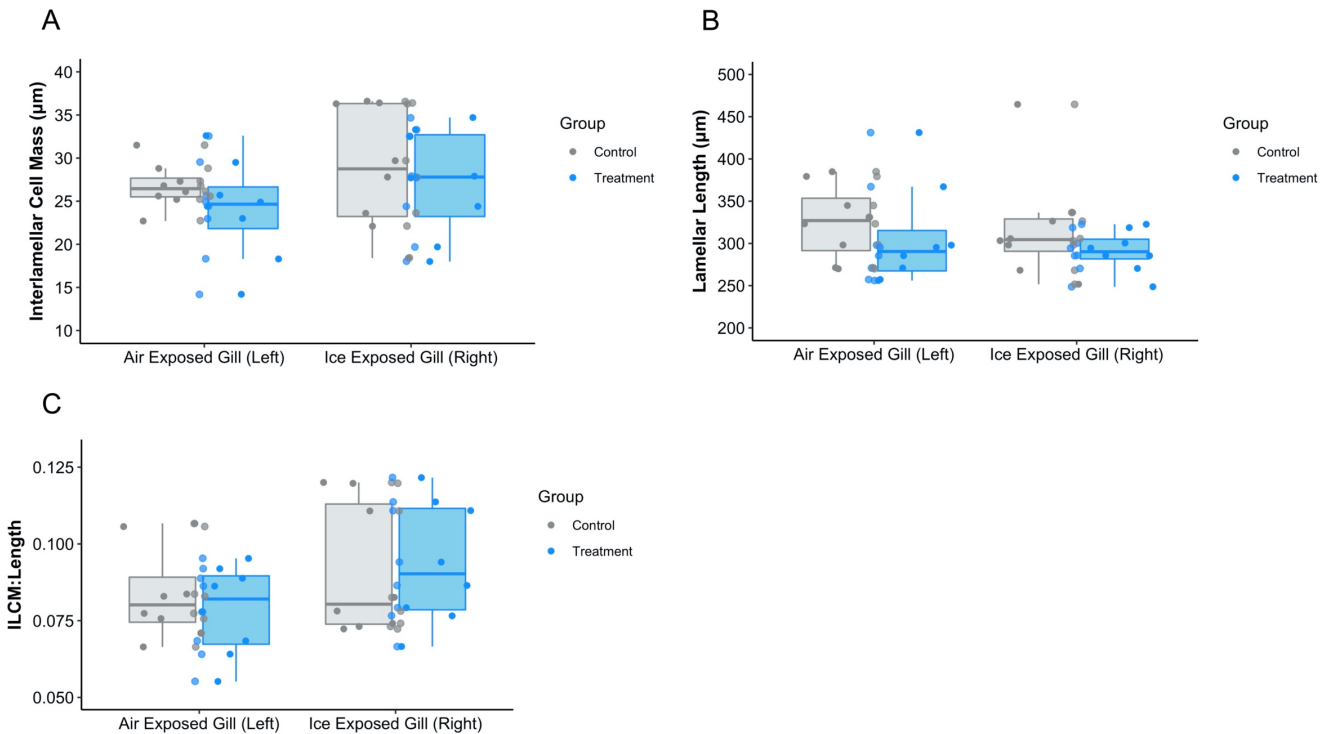 A
Interlamellar Cell Mass (µm)
40
35
30
25
20
15
10
Air Exposed Gill (Left)
Ice Exposed Gill (Right)
Group
Control
Treatment
B
Lamellar Length (µm)
500
450
400
350
300
250
200
Air Exposed Gill (Left)
Ice Exposed Gill (Right)
Group
Control
Treatment
C
ILCM:Length
0.125
0.100
0.075
0.050
Air Exposed Gill (Left)
Ice Exposed Gill (Right)
Group
Control
Treatment